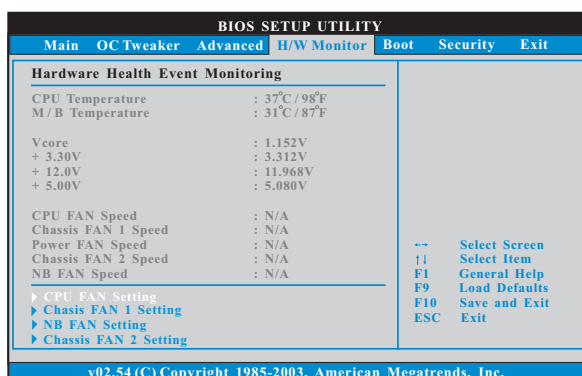 BIOS SETUP UTILITY
Main OC Tweaker Advanced H/W Monitor Boot Security Exit
Hardware Health Event Monitoring
CPU Temperature : 37°C / 98°F
M / B Temperature : 31°C / 87°F
Vcore : 1.152V
+ 3.30V : 3.312V
+ 12.0V : 11.968V
+ 5.00V : 5.080V
CPU FAN Speed : N/A
Chassis FAN 1 Speed : N/A
Power FAN Speed : N/A
Chassis FAN 2 Speed : N/A
NB FAN Speed : N/A
CPU FAN Setting
Chasis FAN 1 Setting
NB FAN Setting
Chassis FAN 2 Setting
←→ Select Screen
↑↓ Select Item
F1 General Help
F9 Load Defaults
F10 Save and Exit
ESC Exit
v02.54 (C) Copyright 1985-2003, American Megatrends, Inc.